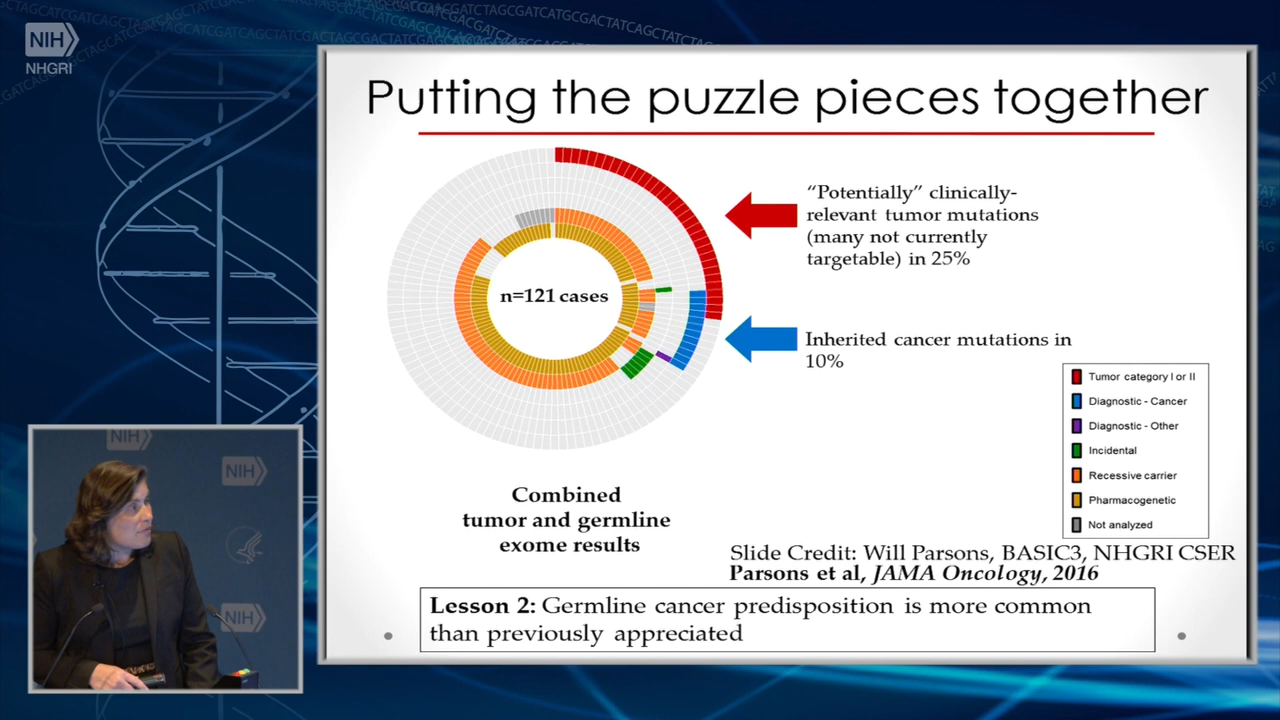 NIH
NHGRI
Putting the puzzle pieces together
n=121 cases
“Potentially” clinically-
relevant tumor mutations
(many not currently
targetable) in 25%
Inherited cancer mutations in
10%
Tumor category I or II
Diagnostic - Cancer
Diagnostic - Other
Incidental
Recessive carrier
Pharmacogenetic
Not analyzed
Combined
tumor and germline
exome results
Slide Credit: Will Parsons, BASIC3, NHGRI CSER
Parsons et al, JAMA Oncology, 2016
Lesson 2: Germline cancer predisposition is more common
than previously appreciated
NIH
NIH
NIH